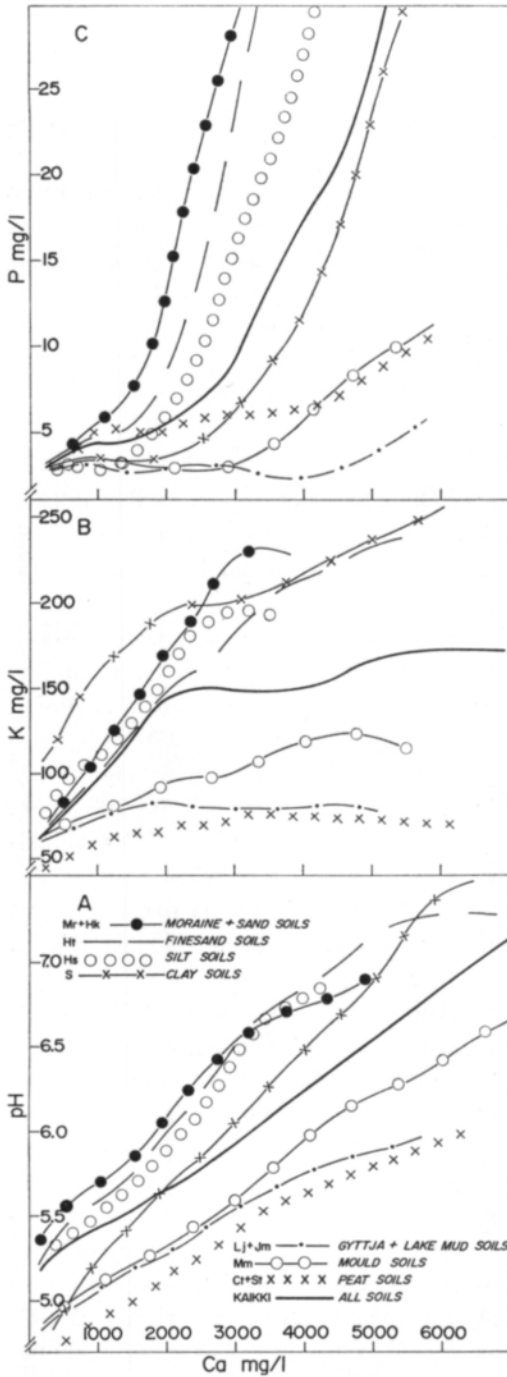 C
25
20
15
10
5
P mg/l
B
250
200
150
100
50
K mg/l
A
Mr+Hk MORAINE + SAND SOILS
Ht FINESAND SOILS
Hs SILT SOILS
S CLAY SOILS
7.0
6.5
6.0
5.5
5.0
pH
Lj+Jm GYTTJA + LAKE MUD SOILS
Mm MOULD SOILS
Ct+St PEAT SOILS
KAIKKI ALL SOILS
1000 2000 3000 4000 5000 6000
Ca mg/l